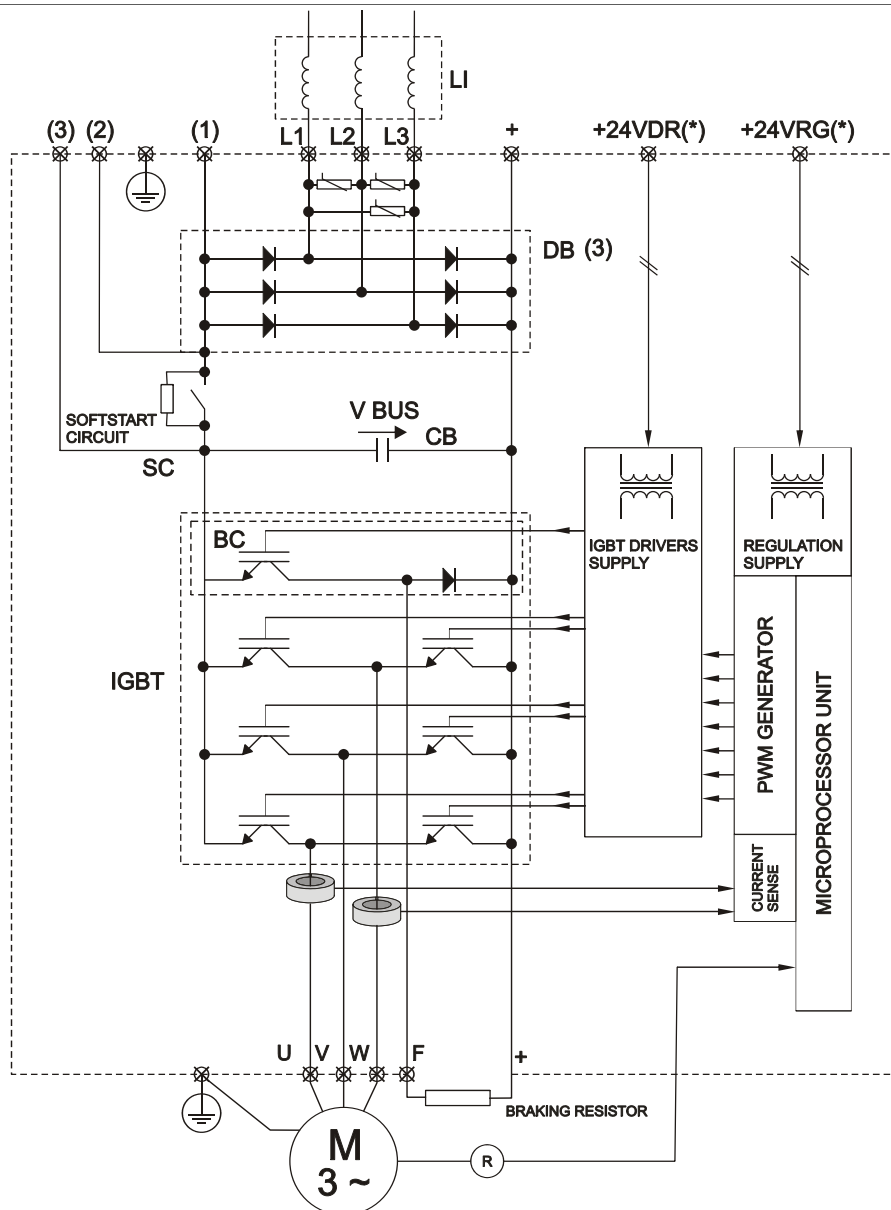 LI
(3) (2) (1) L1 L2 L3 + +24VDR(*) +24VRG(*)
DB (3)
SOFTSTART
CIRCUIT
V BUS
CB
SC
BC
IGBT DRIVERS
SUPPLY
REGULATION
SUPPLY
IGBT
PWM GENERATOR
MICROPROCESSOR UNIT
CURRENT
SENSE
U V W F +
BRAKING RESISTOR
M
3 ~
R